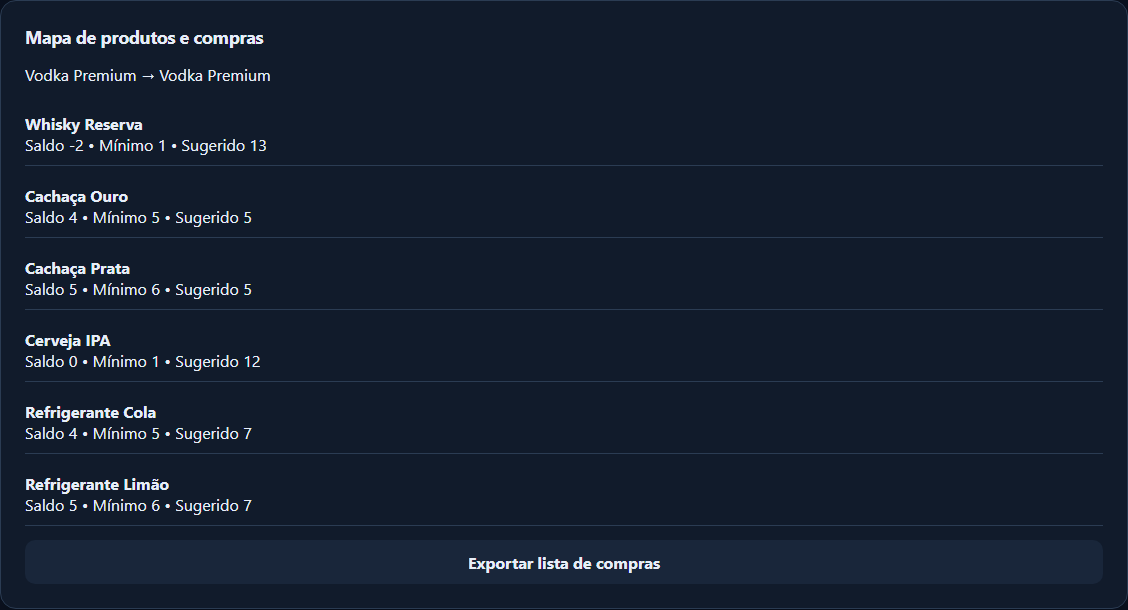 Mapa de produtos e compras
Vodka Premium → Vodka Premium
Whisky Reserva
Saldo -2 • Mínimo 1 • Sugerido 13
Cachaça Ouro
Saldo 4 • Mínimo 5 • Sugerido 5
Cachaça Prata
Saldo 5 • Mínimo 6 • Sugerido 5
Cerveja IPA
Saldo 0 • Mínimo 1 • Sugerido 12
Refrigerante Cola
Saldo 4 • Mínimo 5 • Sugerido 7
Refrigerante Limão
Saldo 5 • Mínimo 6 • Sugerido 7
Exportar lista de compras